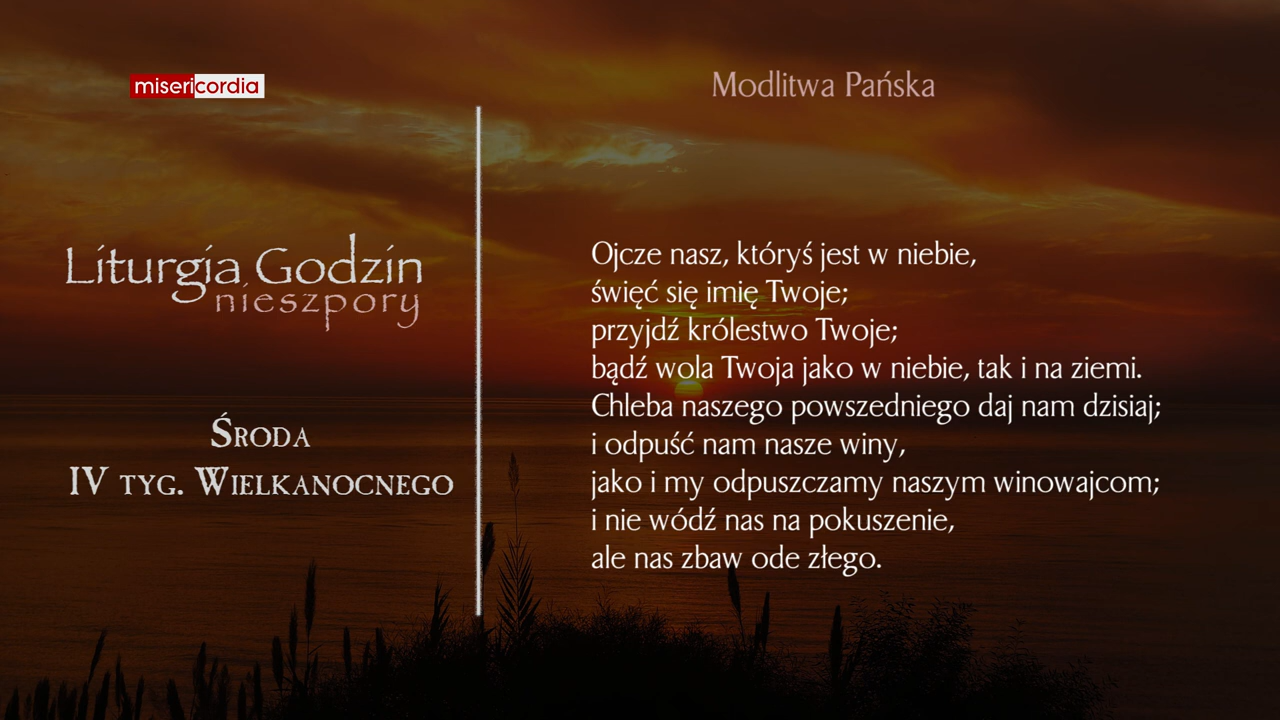 misericordia
Liturgia Godzin
nieszpory
Środa
IV tyg. Wielkanocnego
Modlitwa Pańska
Ojcze nasz, któryś jest w niebie,
święć się imię Twoje;
przyjdź królestwo Twoje;
bądź wola Twoja jako w niebie, tak i na ziemi.
Chleba naszego powszedniego daj nam dzisiaj;
i odpuść nam nasze winy,
jako i my odpuszczamy naszym winowajcom;
i nie wódź nas na pokuszenie,
ale nas zbaw ode złego.